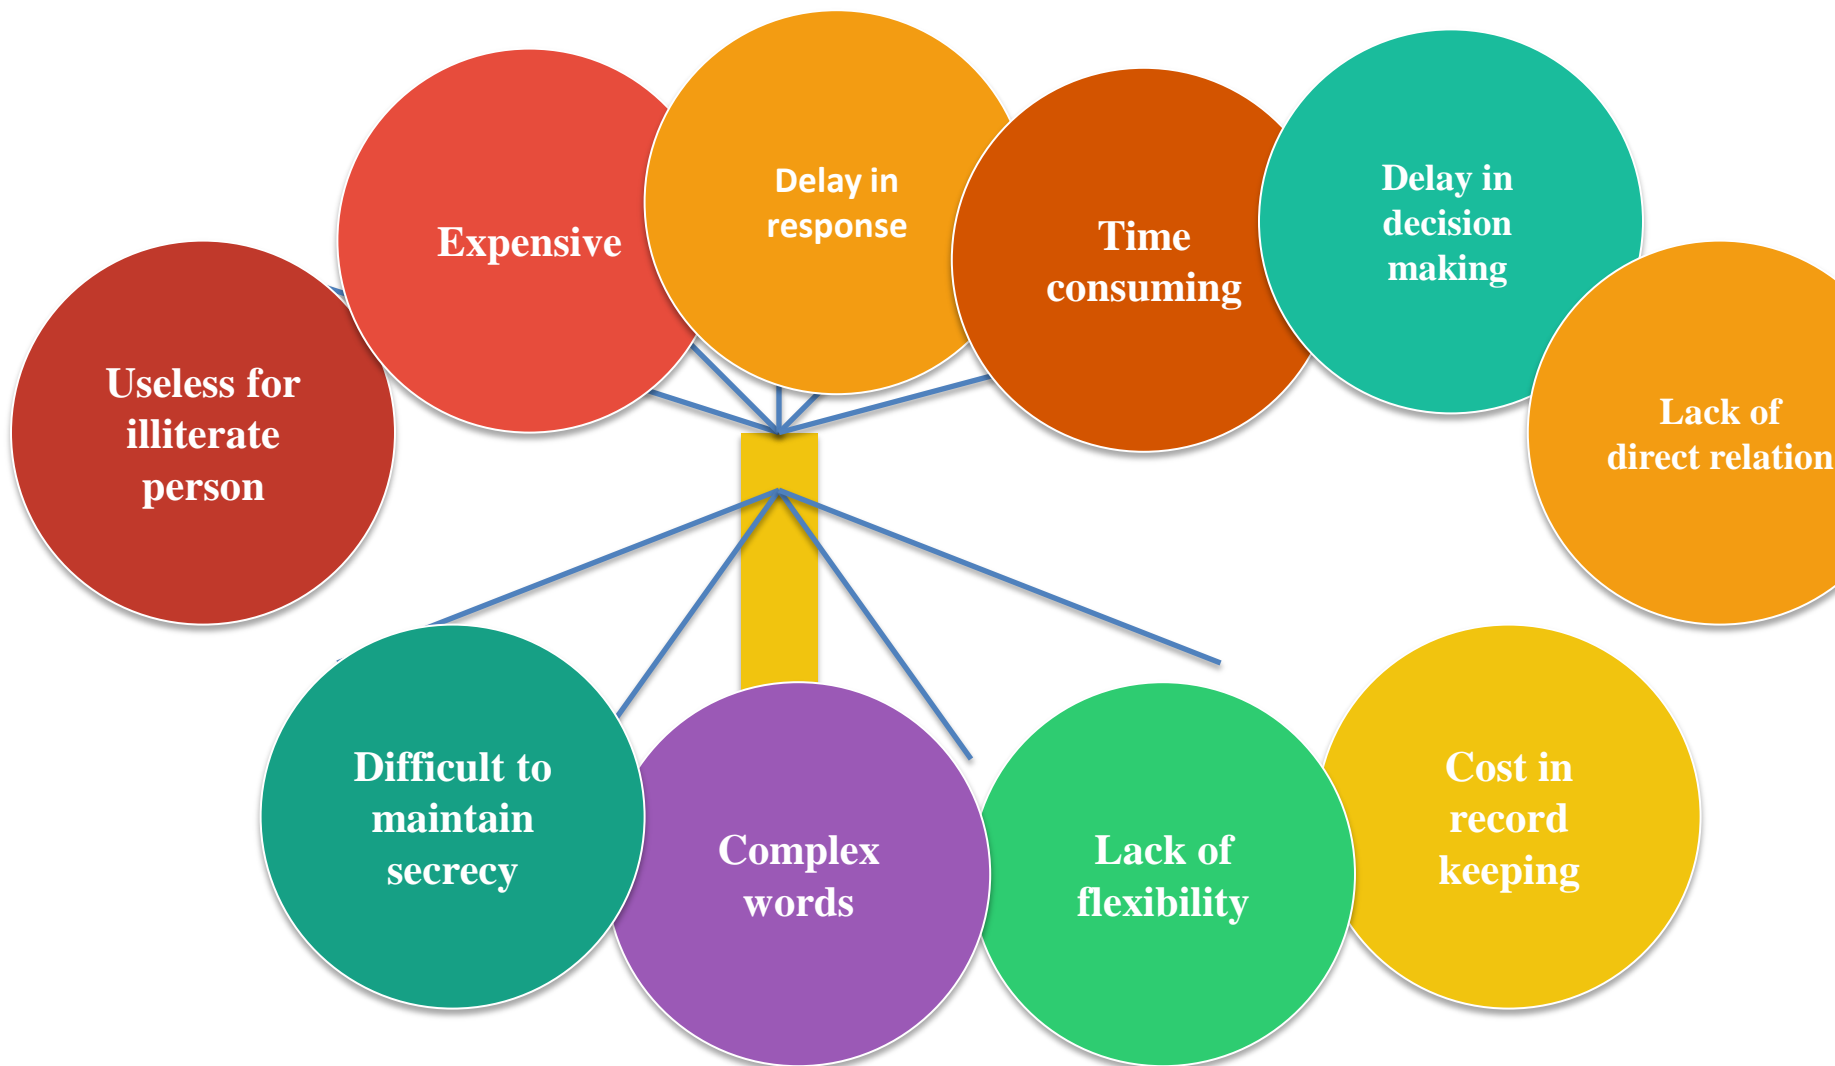 Useless for
illiterate
person
Expensive
Delay in
response
Time
consuming
Delay in
decision
making
Lack of
direct relation
Difficult to
maintain
secrecy
Complex
words
Lack of
flexibility
Cost in
record
keeping